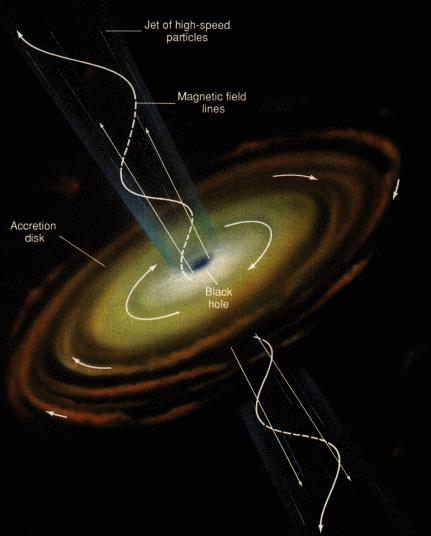 Jet of high-speed
particles
Magnetic field
lines
Accretion
disk
Black
hole